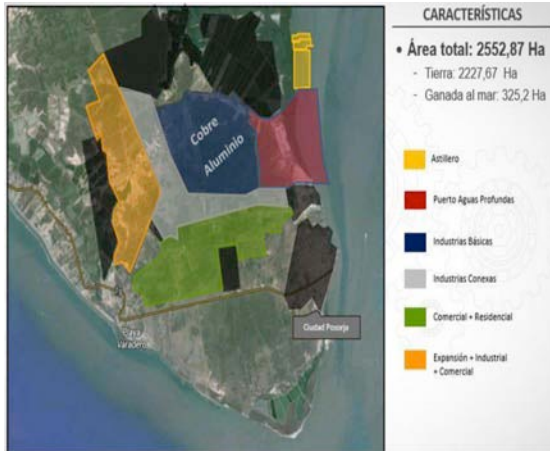 CARACTERÍSTICAS
• Área total: 2552,87 Ha
- Tierra: 2227,67 Ha
- Ganada al mar: 325,2 Ha
Cobre
Aluminio
Astillero
Puerto Aguas Profundas
Industrias Básicas
Industrias Conexas
Comercial + Residencial
Expansión + Industrial
+ Comercial
Ciudad Posorja
Varadero